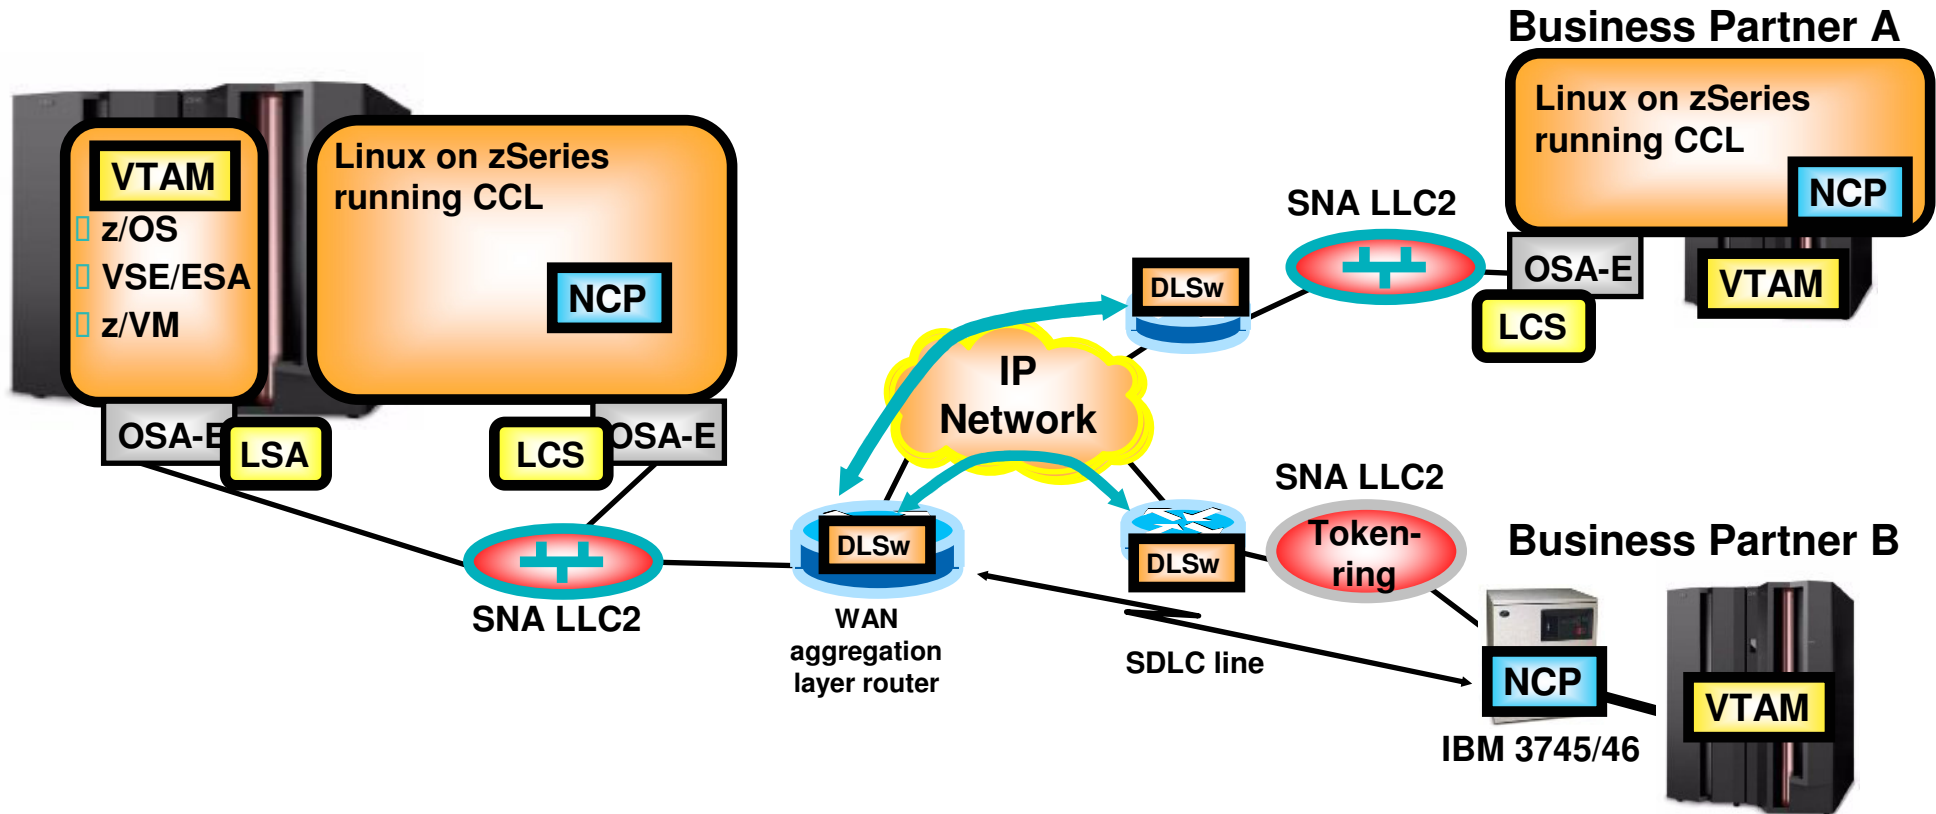 Business Partner A
Linux on zSeries
running CCL
NCP
VTAM
OSA-E
LCS
SNA LLC2
VTAM
z/OS
VSE/ESA
z/VM
Linux on zSeries
running CCL
NCP
OSA-E
LSA
LCS
OSA-E
SNA LLC2
DLSw
IP
Network
DLSw
WAN
aggregation
layer router
DLSw
SNA LLC2
Token-
ring
SDLC line
Business Partner B
NCP
IBM 3745/46
VTAM